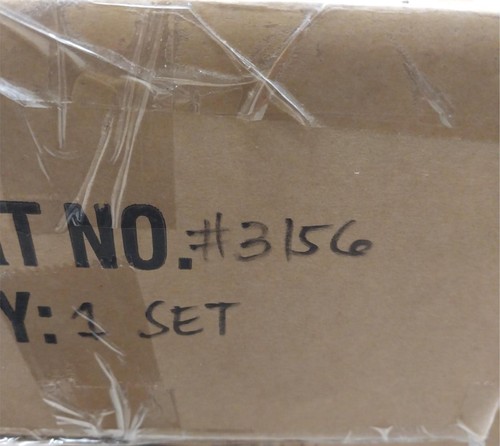 AT NO.#3156
Y: 1 SET